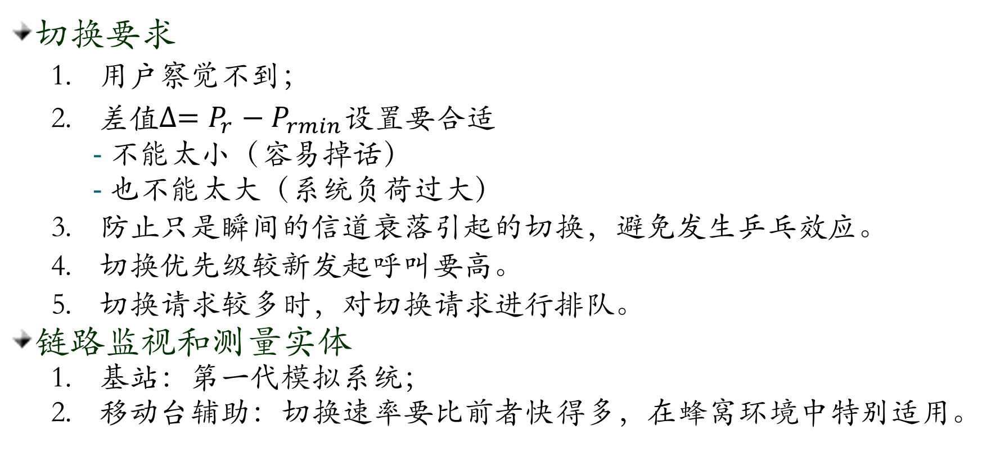 切换要求
1. 用户察觉不到；
2. 差值Δ= Pᵣ − Pᵣₘᵢₙ设置要合适
- 不能太小（容易掉话）
- 也不能太大（系统负荷过大）
3. 防止只是瞬间的信道衰落引起的切换，避免发生乒乓效应。
4. 切换优先级较新发起呼叫要高。
5. 切换请求较多时，对切换请求进行排队。
链路监视和测量实体
1. 基站：第一代模拟系统；
2. 移动台辅助：切换速率要比前者快得多，在蜂窝环境中特别适用。